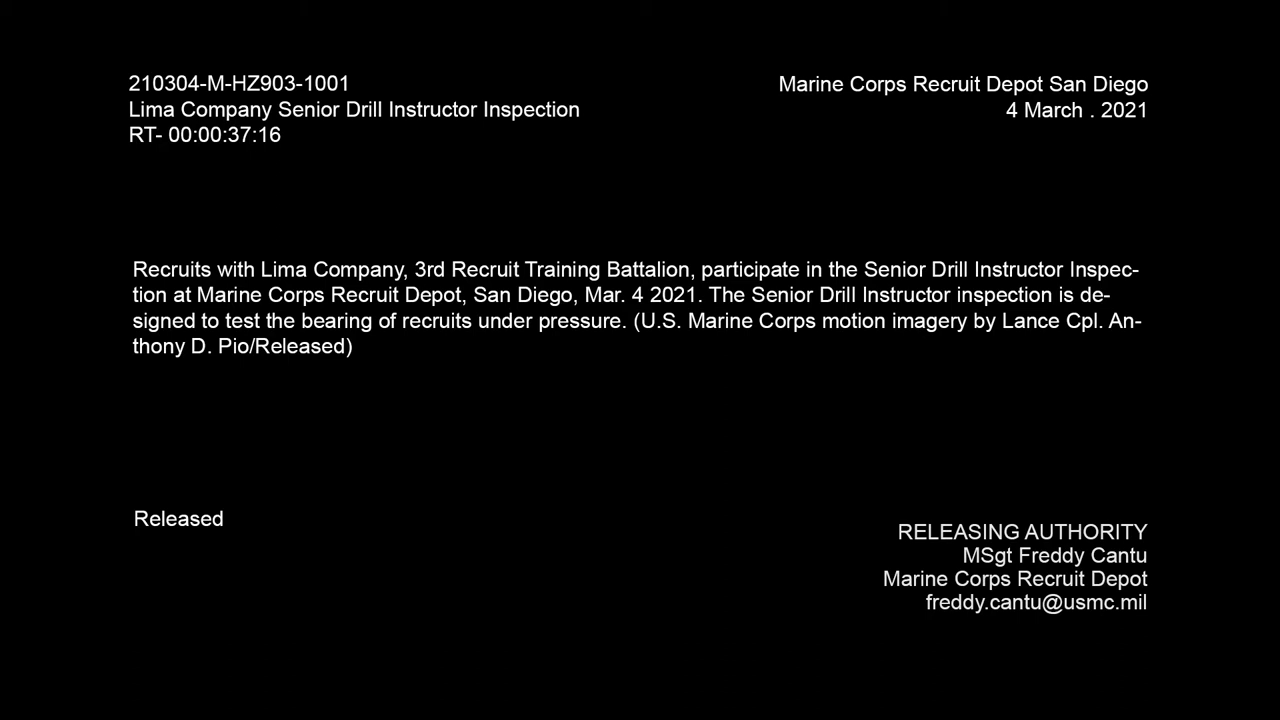 210304-M-HZ903-1001
Lima Company Senior Drill Instructor Inspection
RT- 00:00:37:16
Marine Corps Recruit Depot San Diego
4 March . 2021
Recruits with Lima Company, 3rd Recruit Training Battalion, participate in the Senior Drill Instructor Inspec-
tion at Marine Corps Recruit Depot, San Diego, Mar. 4 2021. The Senior Drill Instructor inspection is de-
signed to test the bearing of recruits under pressure. (U.S. Marine Corps motion imagery by Lance Cpl. An-
thony D. Pio/Released)
Released
RELEASING AUTHORITY
MSgt Freddy Cantu
Marine Corps Recruit Depot
freddy.cantu@usmc.mil